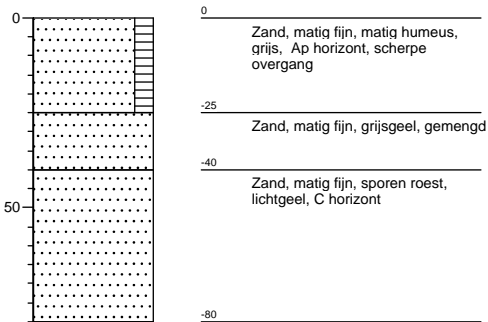 0
50
0
Zand, matig fijn, matig humeus,
grijs, Ap horizont, scherpe
overgang
-25
Zand, matig fijn, grijsgeel, gemengd
-40
Zand, matig fijn, sporen roest,
lichtgeel, C horizont
-80